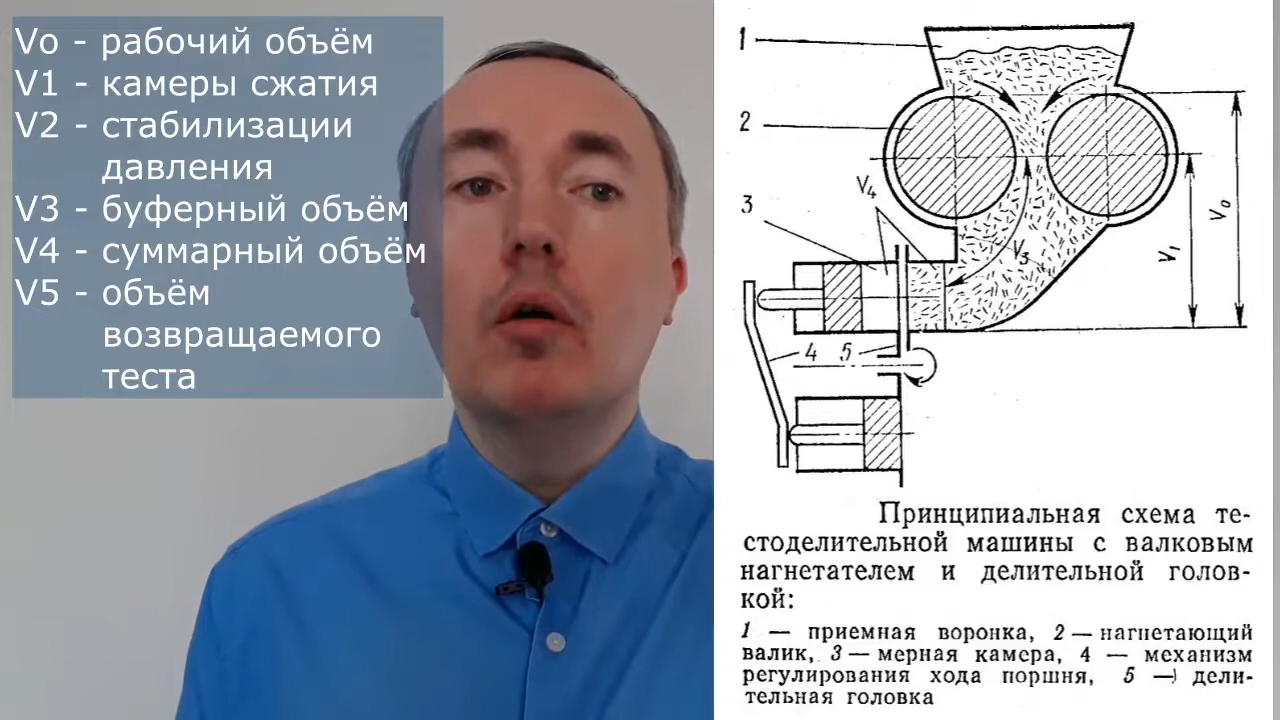 Vo - рабочий объём
V1 - камеры сжатия
V2 - стабилизации
давления
V3 - буферный объём
V4 - суммарный объём
V5 - объём
возвращаемого
теста
1
2
3
V₄
V₃
V₁
V₀
4
5
Принципиальная схема те-
стоделительной машины с валковым
нагнетателем и делительной голов-
кой:
1 — приемная воронка, 2 — нагнетающий
валик, 3 — мерная камера, 4 — механизм
регулирования хода поршня, 5 — дели-
тельная головка